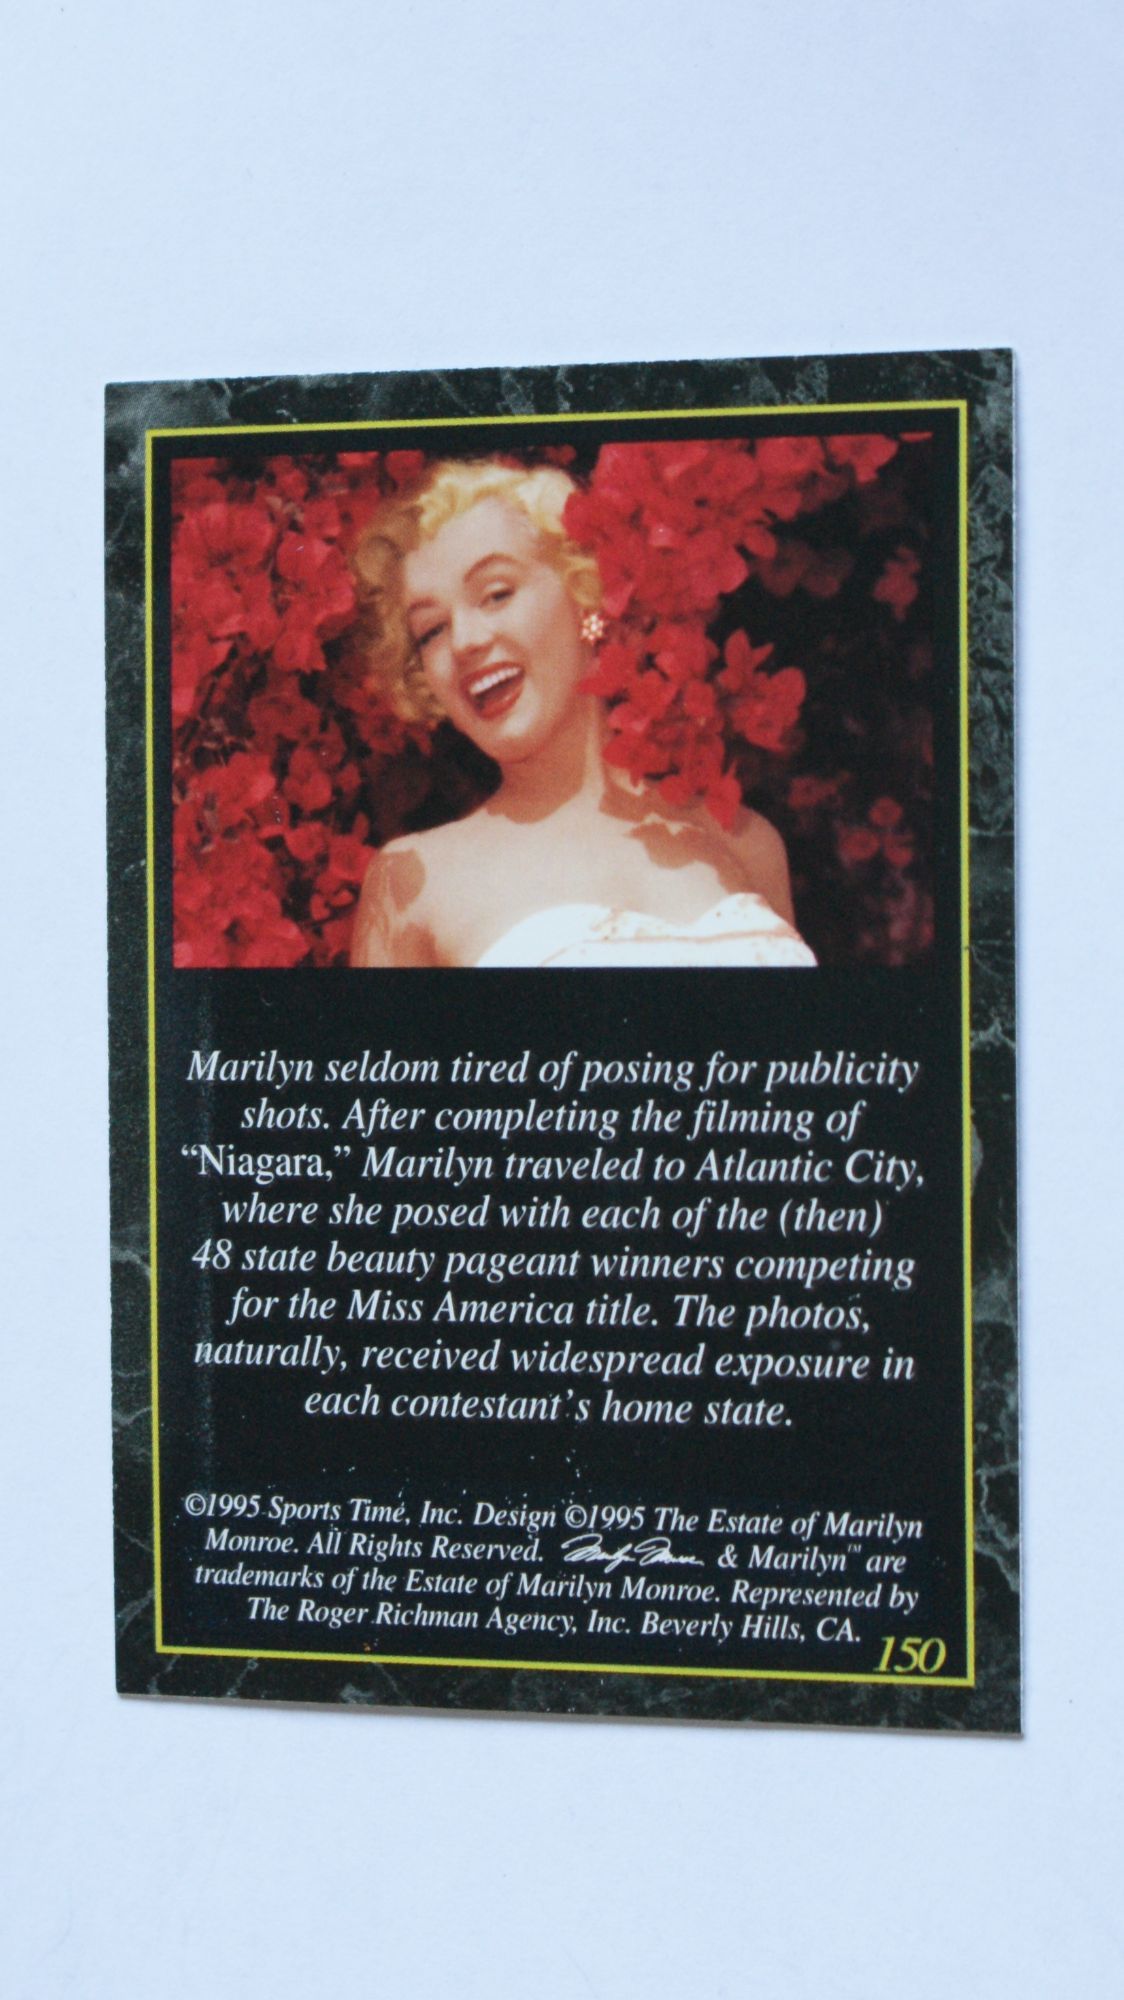 Marilyn seldom tired of posing for publicity
shots. After completing the filming of
“Niagara,” Marilyn traveled to Atlantic City,
where she posed with each of the (then)
48 state beauty pageant winners competing
for the Miss America title. The photos,
naturally, received widespread exposure in
each contestant's home state.
©1995 Sports Time, Inc. Design ©1995 The Estate of Marilyn
Monroe. All Rights Reserved. Marilyn Monroe & Marilyn™ are
trademarks of the Estate of Marilyn Monroe. Represented by
The Roger Richman Agency, Inc. Beverly Hills, CA.
150